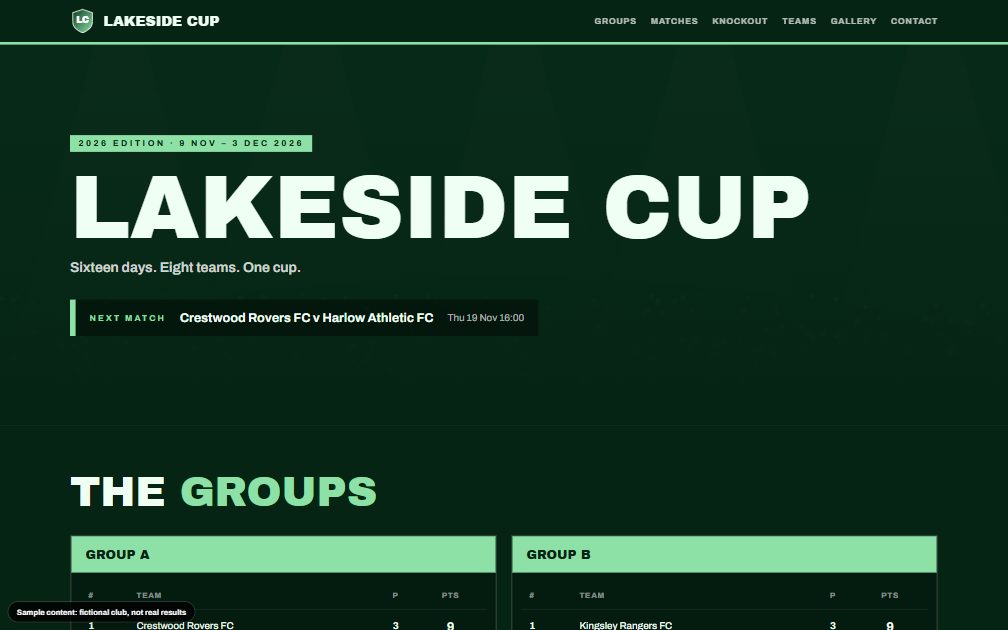 LC LAKESIDE CUP
GROUPS MATCHES KNOCKOUT TEAMS GALLERY CONTACT
2026 EDITION · 9 NOV – 3 DEC 2026
LAKESIDE CUP
Sixteen days. Eight teams. One cup.
NEXT MATCH Crestwood Rovers FC v Harlow Athletic FC Thu 19 Nov 16:00
THE GROUPS
GROUP A
# TEAM P PTS
1 Crestwood Rovers FC 3 9
GROUP B
# TEAM P PTS
1 Kingsley Rangers FC 3 9
Sample content: fictional club, not real results